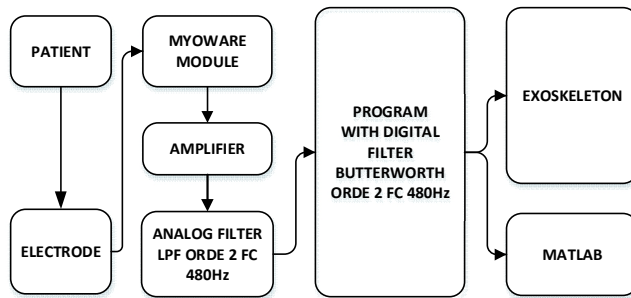 PATIENT
ELECTRODE
MYOWARE
MODULE
AMPLIFIER
ANALOG FILTER
LPF ORDE 2 FC
480Hz
PROGRAM
WITH DIGITAL
FILTER
BUTTERWORTH
ORDE 2 FC 480Hz
EXOSKELETON
MATLAB